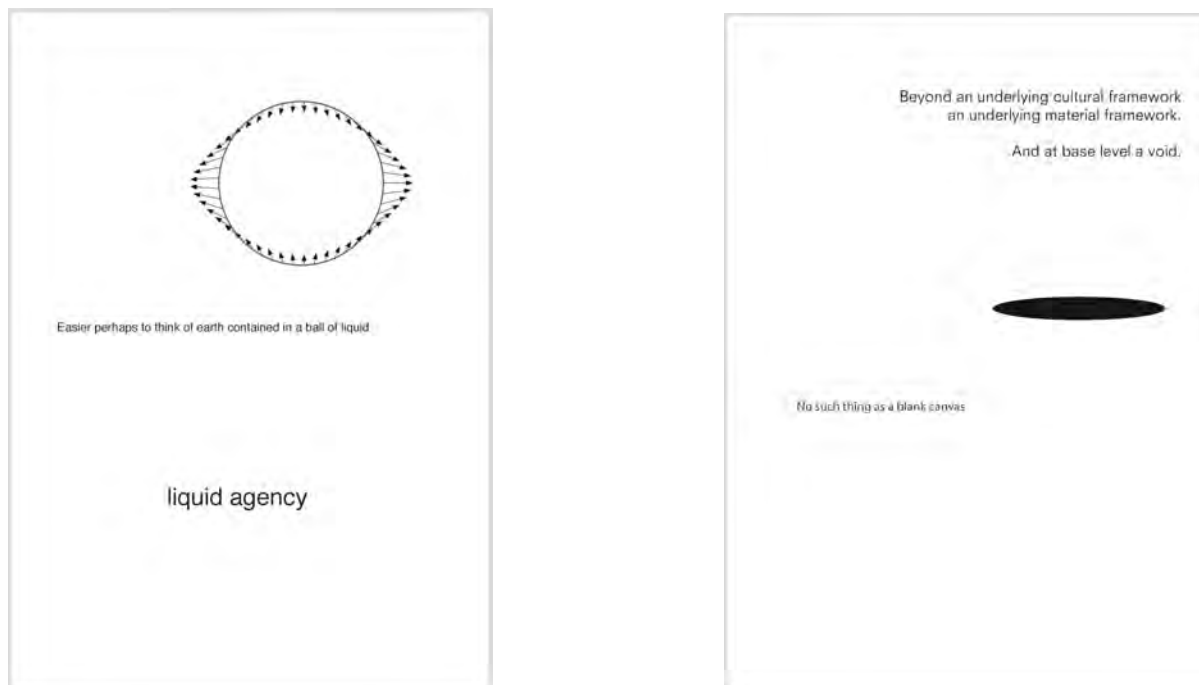 Easier perhaps to think of earth contained in a ball of liquid
liquid agency
Beyond an underlying cultural framework
an underlying material framework.
And at base level a void.
No such thing as a blank canvas